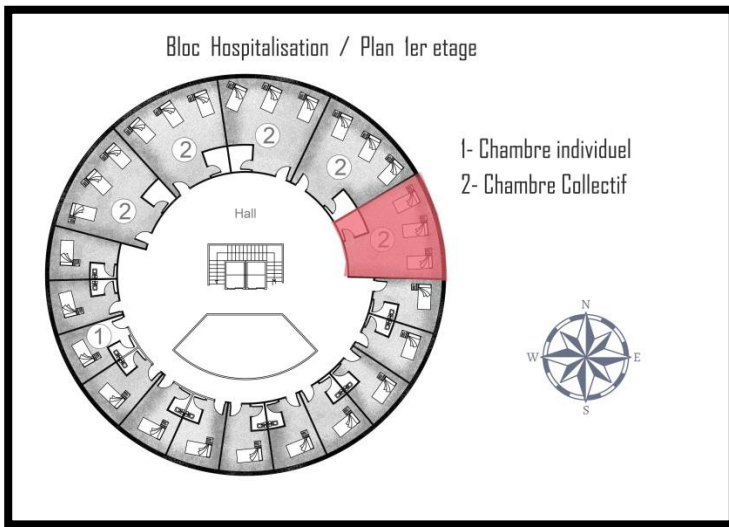 Bloc Hospitalisation / Plan 1er etage
1- Chambre individuel
2- Chambre Collectif
2
2
2
2
2
Hall
1
N
W E
S